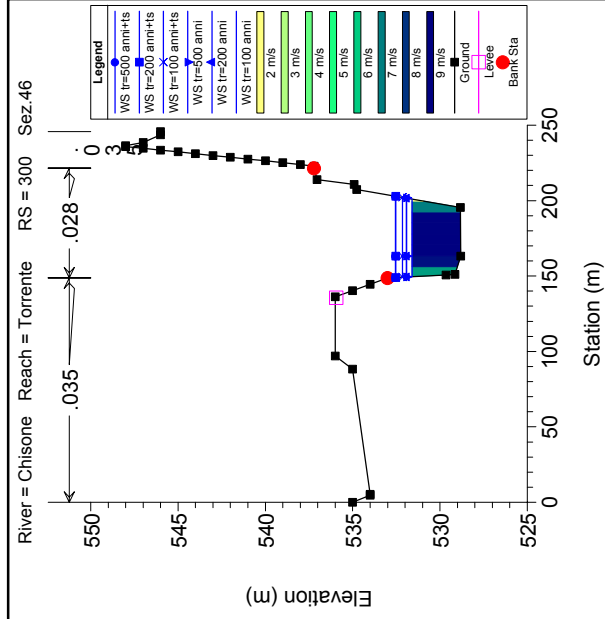 River = Chisone    Reach = Torrente    RS = 300    Sez.46
.035
.028
.035
Elevation (m)
550
545
540
535
530
525
0
50
100
150
200
250
Station (m)
Legend
WS tr=500 anni+ts
WS tr=200 anni+ts
WS tr=100 anni+ts
WS tr=500 anni
WS tr=200 anni
WS tr=100 anni
2 m/s
3 m/s
4 m/s
5 m/s
6 m/s
7 m/s
8 m/s
9 m/s
Ground
Levee
Bank Sta